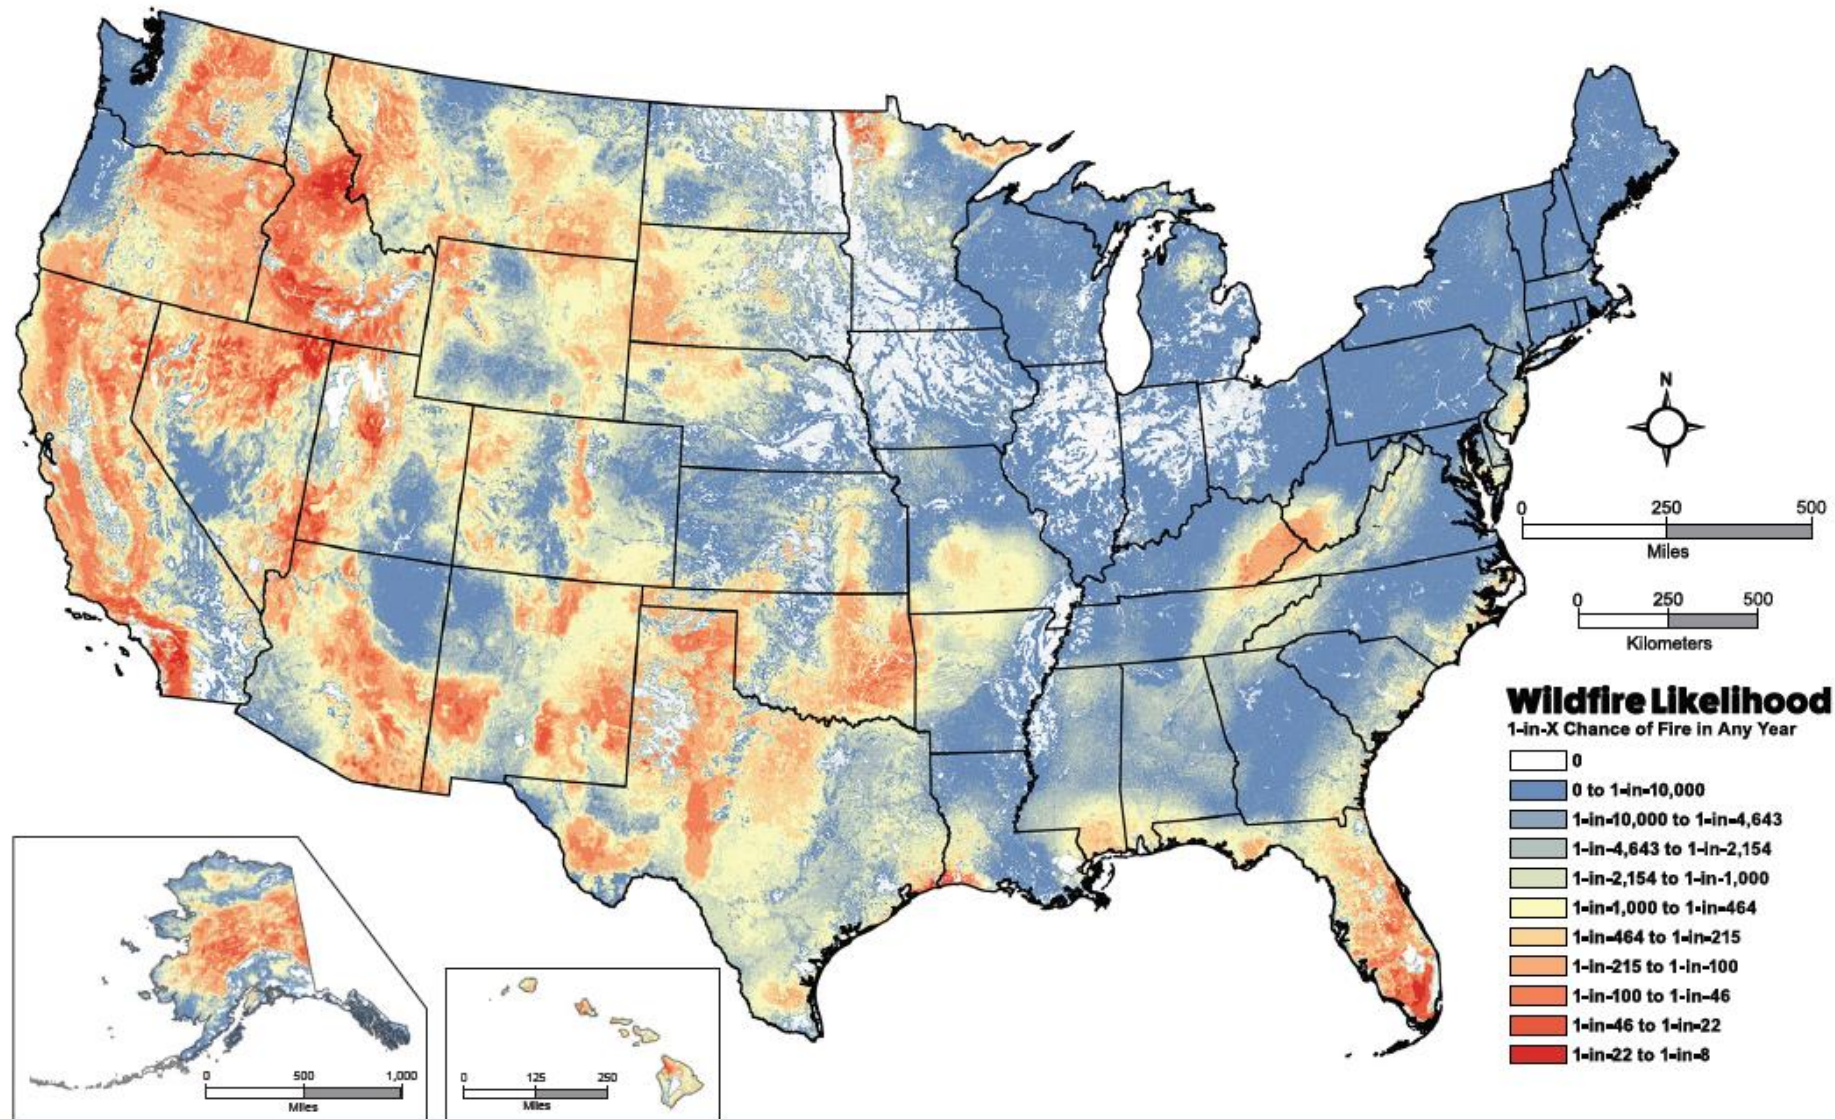 N
0 250 500
Miles
0 250 500
Kilometers
Wildfire Likelihood
1-in-X Chance of Fire in Any Year
0
0 to 1-in-10,000
1-in-10,000 to 1-in-4,643
1-in-4,643 to 1-in-2,154
1-in-2,154 to 1-in-1,000
1-in-1,000 to 1-in-464
1-in-464 to 1-in-215
1-in-215 to 1-in-100
1-in-100 to 1-in-46
1-in-46 to 1-in-22
1-in-22 to 1-in-8
0 500 1,000
Miles
0 125 250
Miles